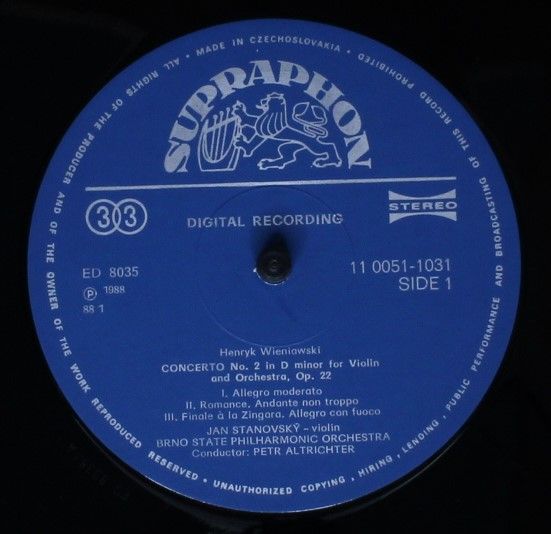 • MADE IN CZECHOSLOVAKIA • ALL RIGHTS OF THE PRODUCER AND OF THE OWNER OF THE WORK REPRODUCED RESERVED • UNAUTHORIZED COPYING, HIRING, LENDING, PUBLIC PERFORMANCE AND BROADCASTING OF THIS RECORD PROHIBITED
SUPRAPHON
33
DIGITAL RECORDING
STEREO
ED 8035
11 0051-1031
Ⓟ 1988
SIDE 1
88 1
Henryk Wieniawski
CONCERTO No. 2 in D minor for Violin
and Orchestra, Op. 22
I. Allegro moderato
II. Romance. Andante non troppo
III. Finale à la Zingara. Allegro con fuoco
JAN STANOVSKÝ – violin
BRNO STATE PHILHARMONIC ORCHESTRA
Conductor: PETR ALTRICHTER